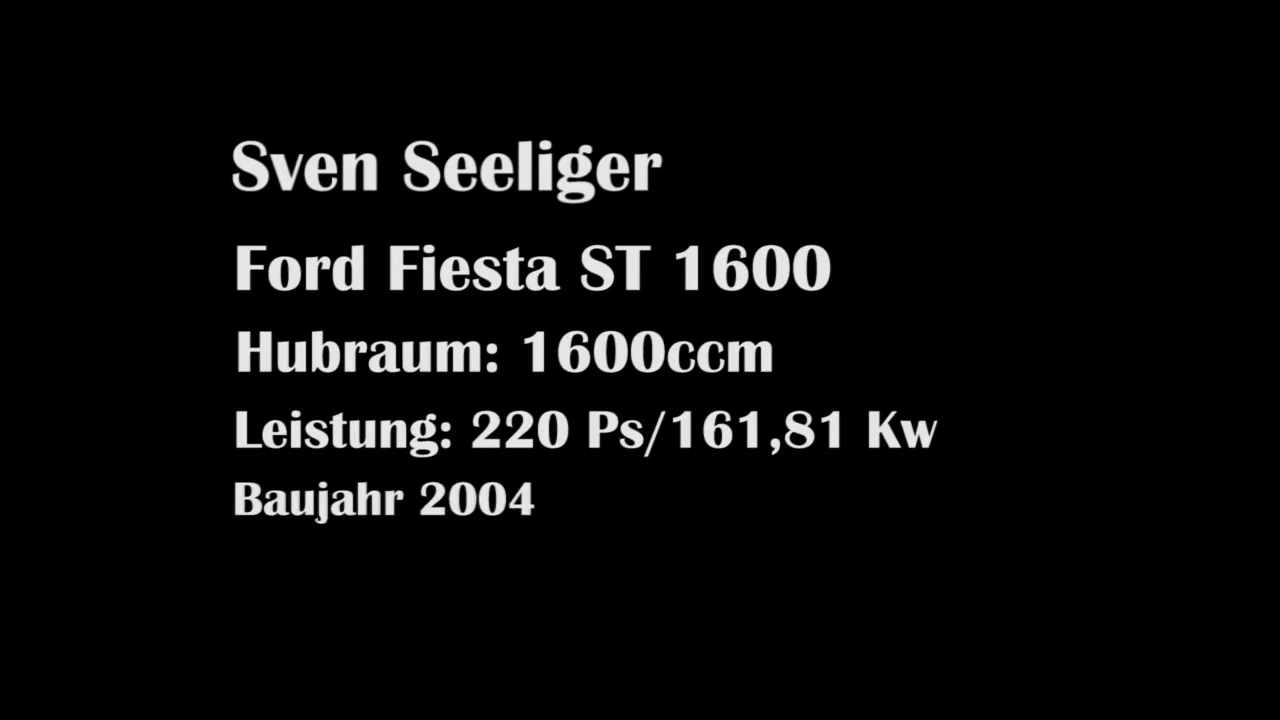 Sven Seeliger
Ford Fiesta ST 1600
Hubraum: 1600ccm
Leistung: 220 Ps/161,81 Kw
Baujahr 2004